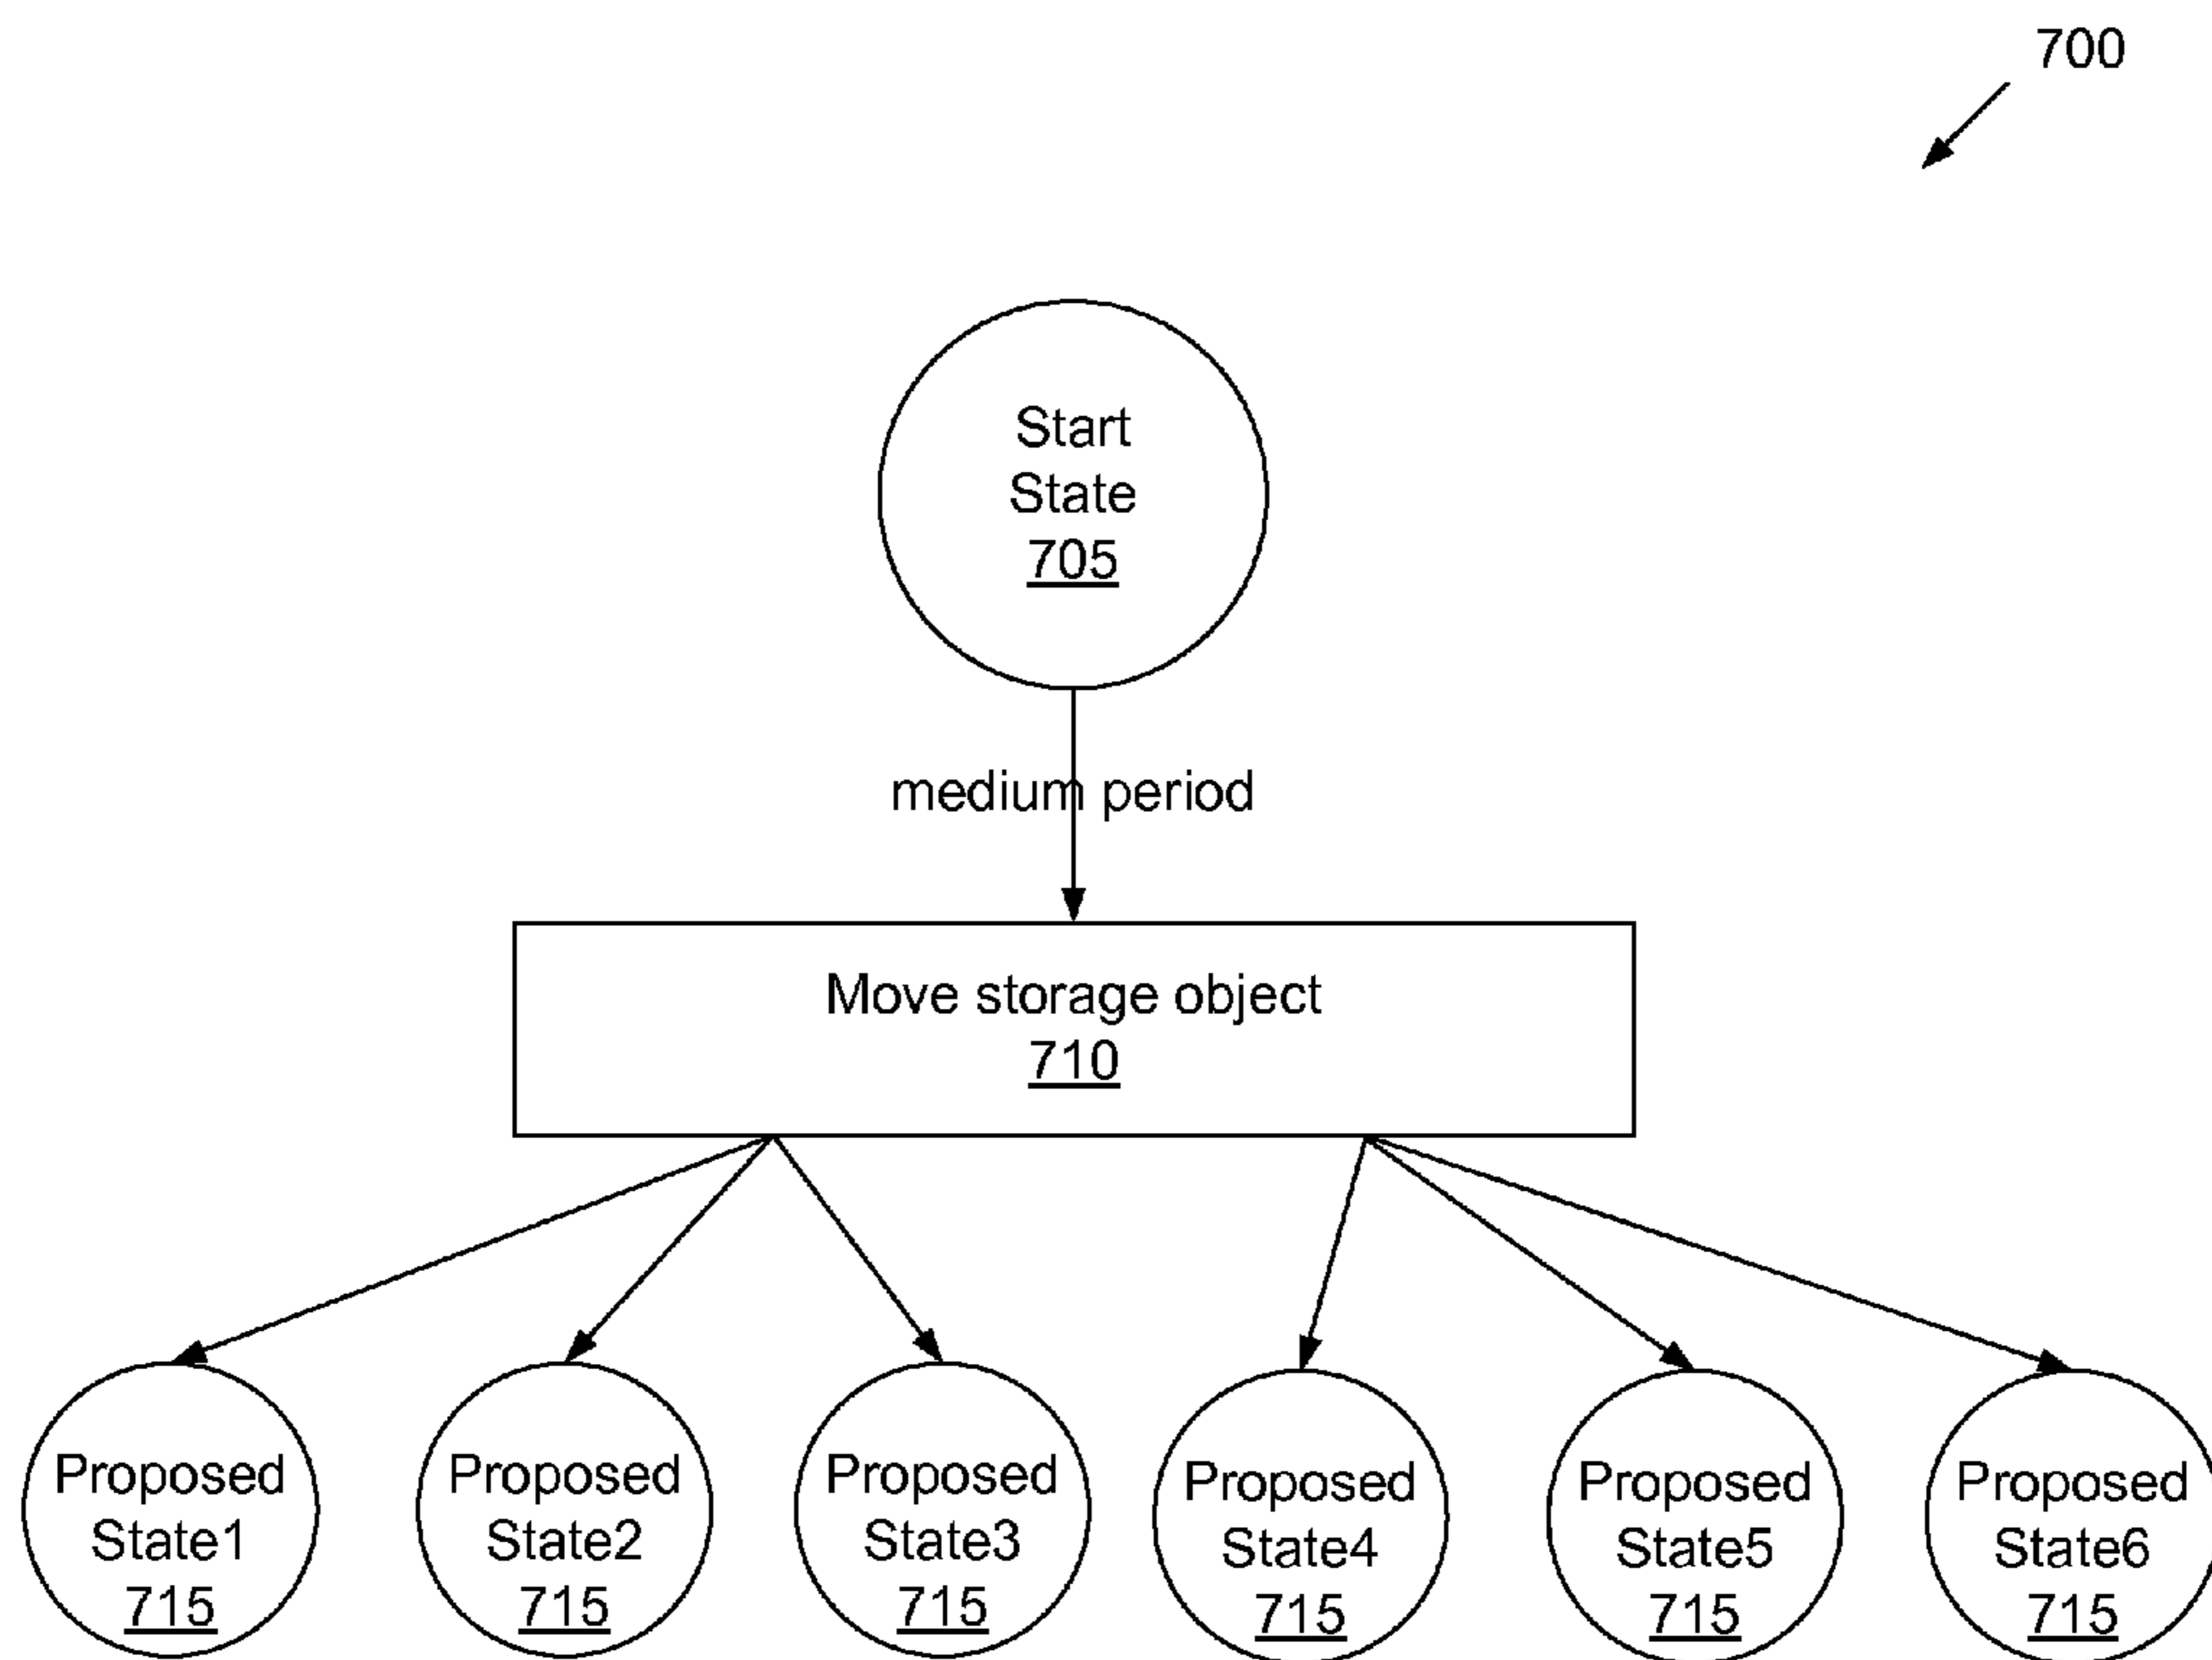 700
Start
State
705
medium period
Move storage object
710
Proposed
State1
715
Proposed
State2
715
Proposed
State3
715
Proposed
State4
715
Proposed
State5
715
Proposed
State6
715